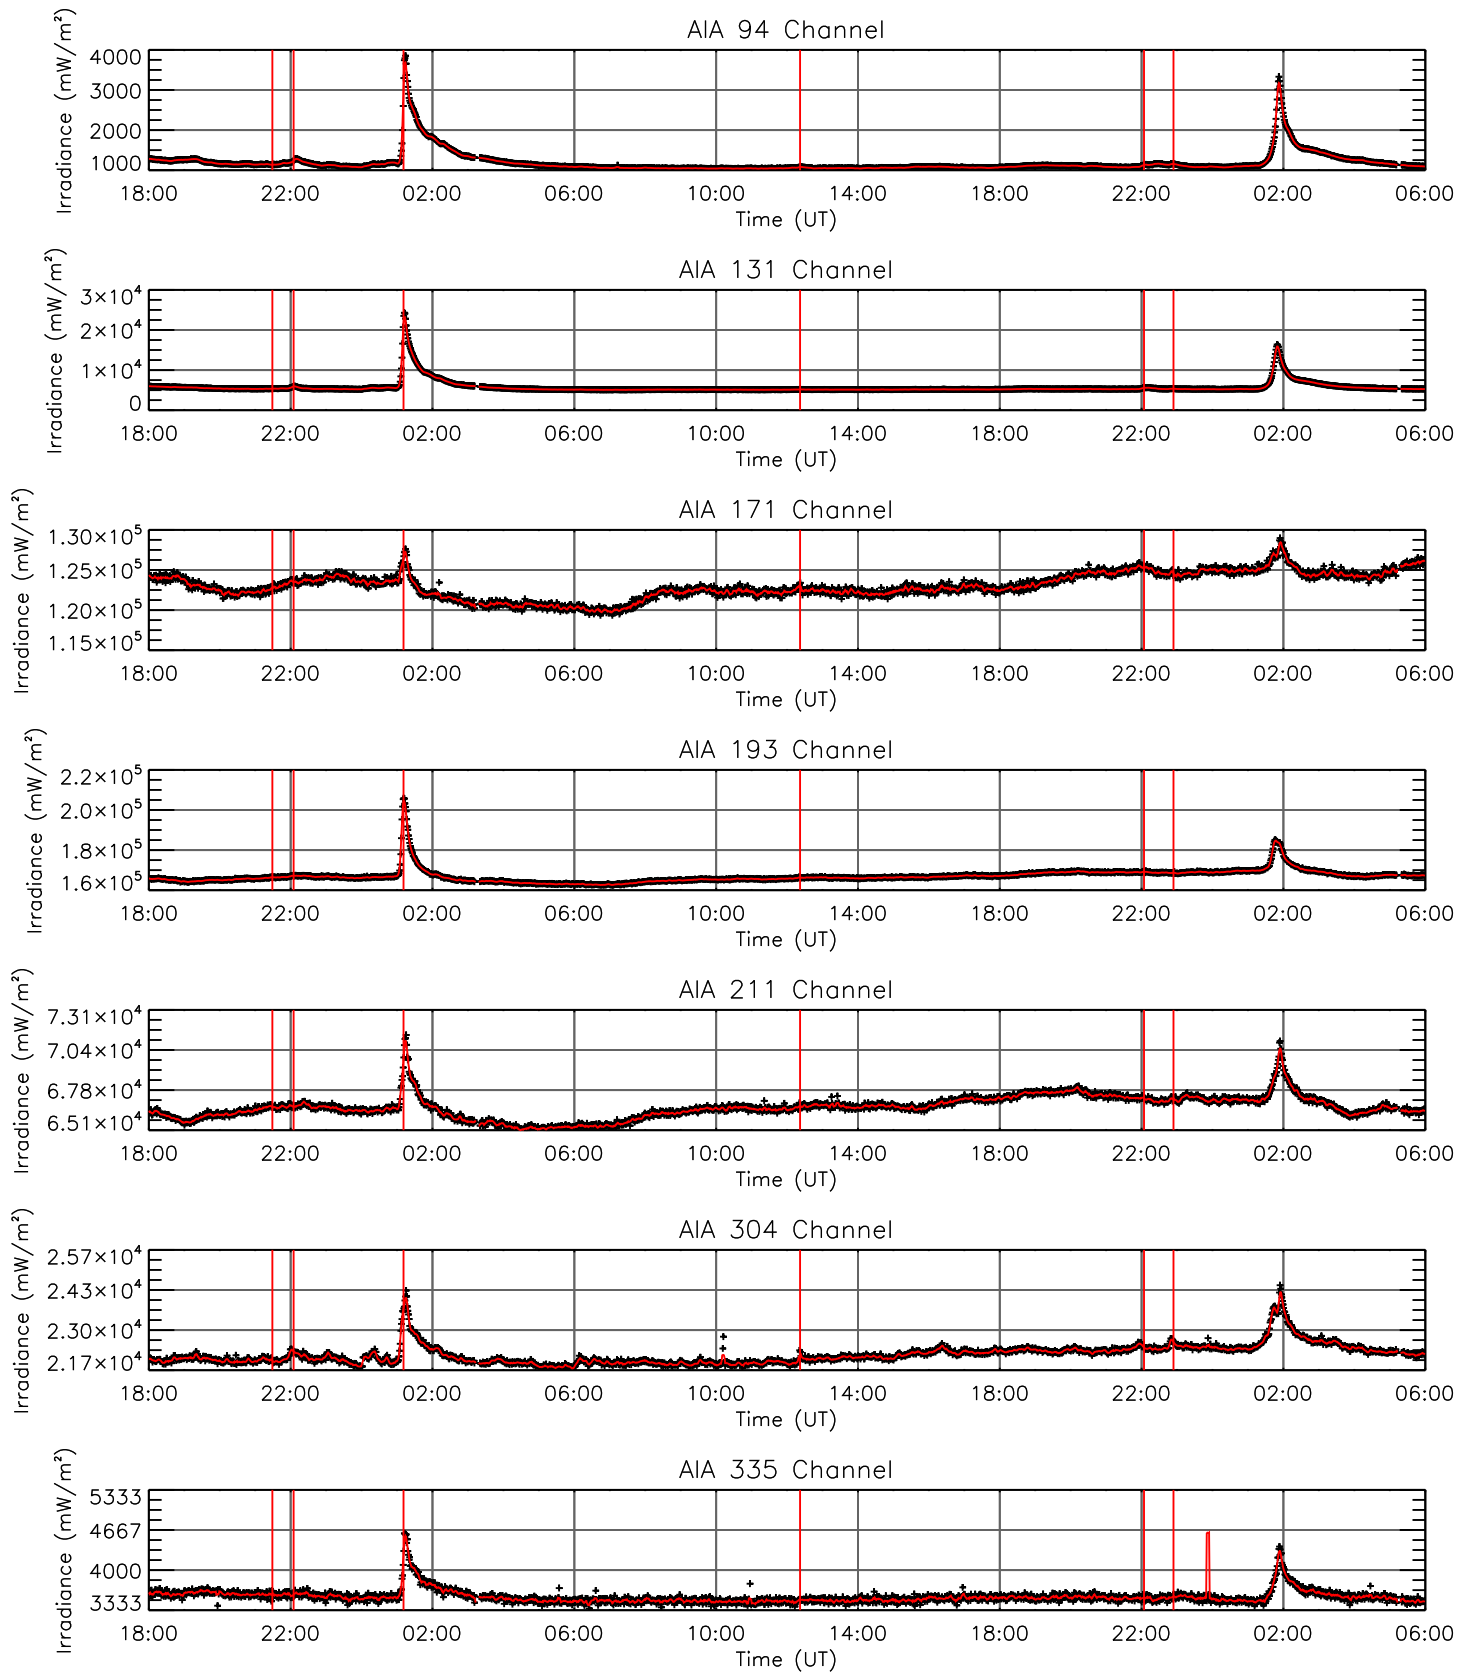 AIA 94 Channel
Irradiance (mW/m²)
4000
3000
2000
1000
18:00 22:00 02:00 06:00 10:00 14:00 18:00 22:00 02:00 06:00
Time (UT)
AIA 131 Channel
Irradiance (mW/m²)
3×10⁴
2×10⁴
1×10⁴
0
18:00 22:00 02:00 06:00 10:00 14:00 18:00 22:00 02:00 06:00
Time (UT)
AIA 171 Channel
Irradiance (mW/m²)
1.30×10⁵
1.25×10⁵
1.20×10⁵
1.15×10⁵
18:00 22:00 02:00 06:00 10:00 14:00 18:00 22:00 02:00 06:00
Time (UT)
AIA 193 Channel
Irradiance (mW/m²)
2.2×10⁵
2.0×10⁵
1.8×10⁵
1.6×10⁵
18:00 22:00 02:00 06:00 10:00 14:00 18:00 22:00 02:00 06:00
Time (UT)
AIA 211 Channel
Irradiance (mW/m²)
7.31×10⁴
7.04×10⁴
6.78×10⁴
6.51×10⁴
18:00 22:00 02:00 06:00 10:00 14:00 18:00 22:00 02:00 06:00
Time (UT)
AIA 304 Channel
Irradiance (mW/m²)
2.57×10⁴
2.43×10⁴
2.30×10⁴
2.17×10⁴
18:00 22:00 02:00 06:00 10:00 14:00 18:00 22:00 02:00 06:00
Time (UT)
AIA 335 Channel
Irradiance (mW/m²)
5333
4667
4000
3333
18:00 22:00 02:00 06:00 10:00 14:00 18:00 22:00 02:00 06:00
Time (UT)